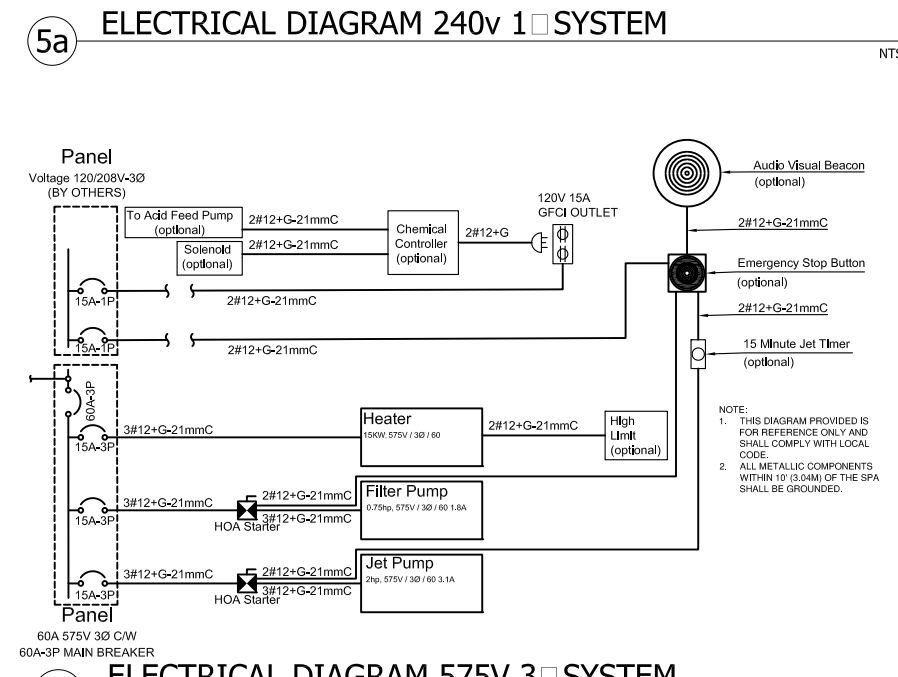 5a
ELECTRICAL DIAGRAM 240v 1□ SYSTEM
NTS
Panel
Voltage 120/208V-3Ø
(BY OTHERS)
To Acid Feed Pump
(optional)
2#12+G-21mmC
Solenoid
(optional)
2#12+G-21mmC
Chemical
Controller
(optional)
2#12+G
120V 15A
GFCI OUTLET
Audio Visual Beacon
(optional)
2#12+G-21mmC
Emergency Stop Button
(optional)
2#12+G-21mmC
15 Minute Jet Timer
(optional)
15A-1P
2#12+G-21mmC
15A-1P
2#12+G-21mmC
60A-3P
15A-3P
3#12+G-21mmC
Heater
15KW, 575V / 3Ø / 60
2#12+G-21mmC
High
Limit
(optional)
15A-3P
3#12+G-21mmC
HOA Starter
2#12+G-21mmC
3#12+G-21mmC
Filter Pump
0.75hp, 575V / 3Ø / 60 1.8A
15A-3P
3#12+G-21mmC
HOA Starter
2#12+G-21mmC
3#12+G-21mmC
Jet Pump
2hp, 575V / 3Ø / 60 3.1A
NOTE:
1. THIS DIAGRAM PROVIDED IS
FOR REFERENCE ONLY AND
SHALL COMPLY WITH LOCAL
CODE.
2. ALL METALLIC COMPONENTS
WITHIN 10' (3.04M) OF THE SPA
SHALL BE GROUNDED.
Panel
60A 575V 3Ø C/W
60A-3P MAIN BREAKER
ELECTRICAL DIAGRAM 575V 3□ SYSTEM